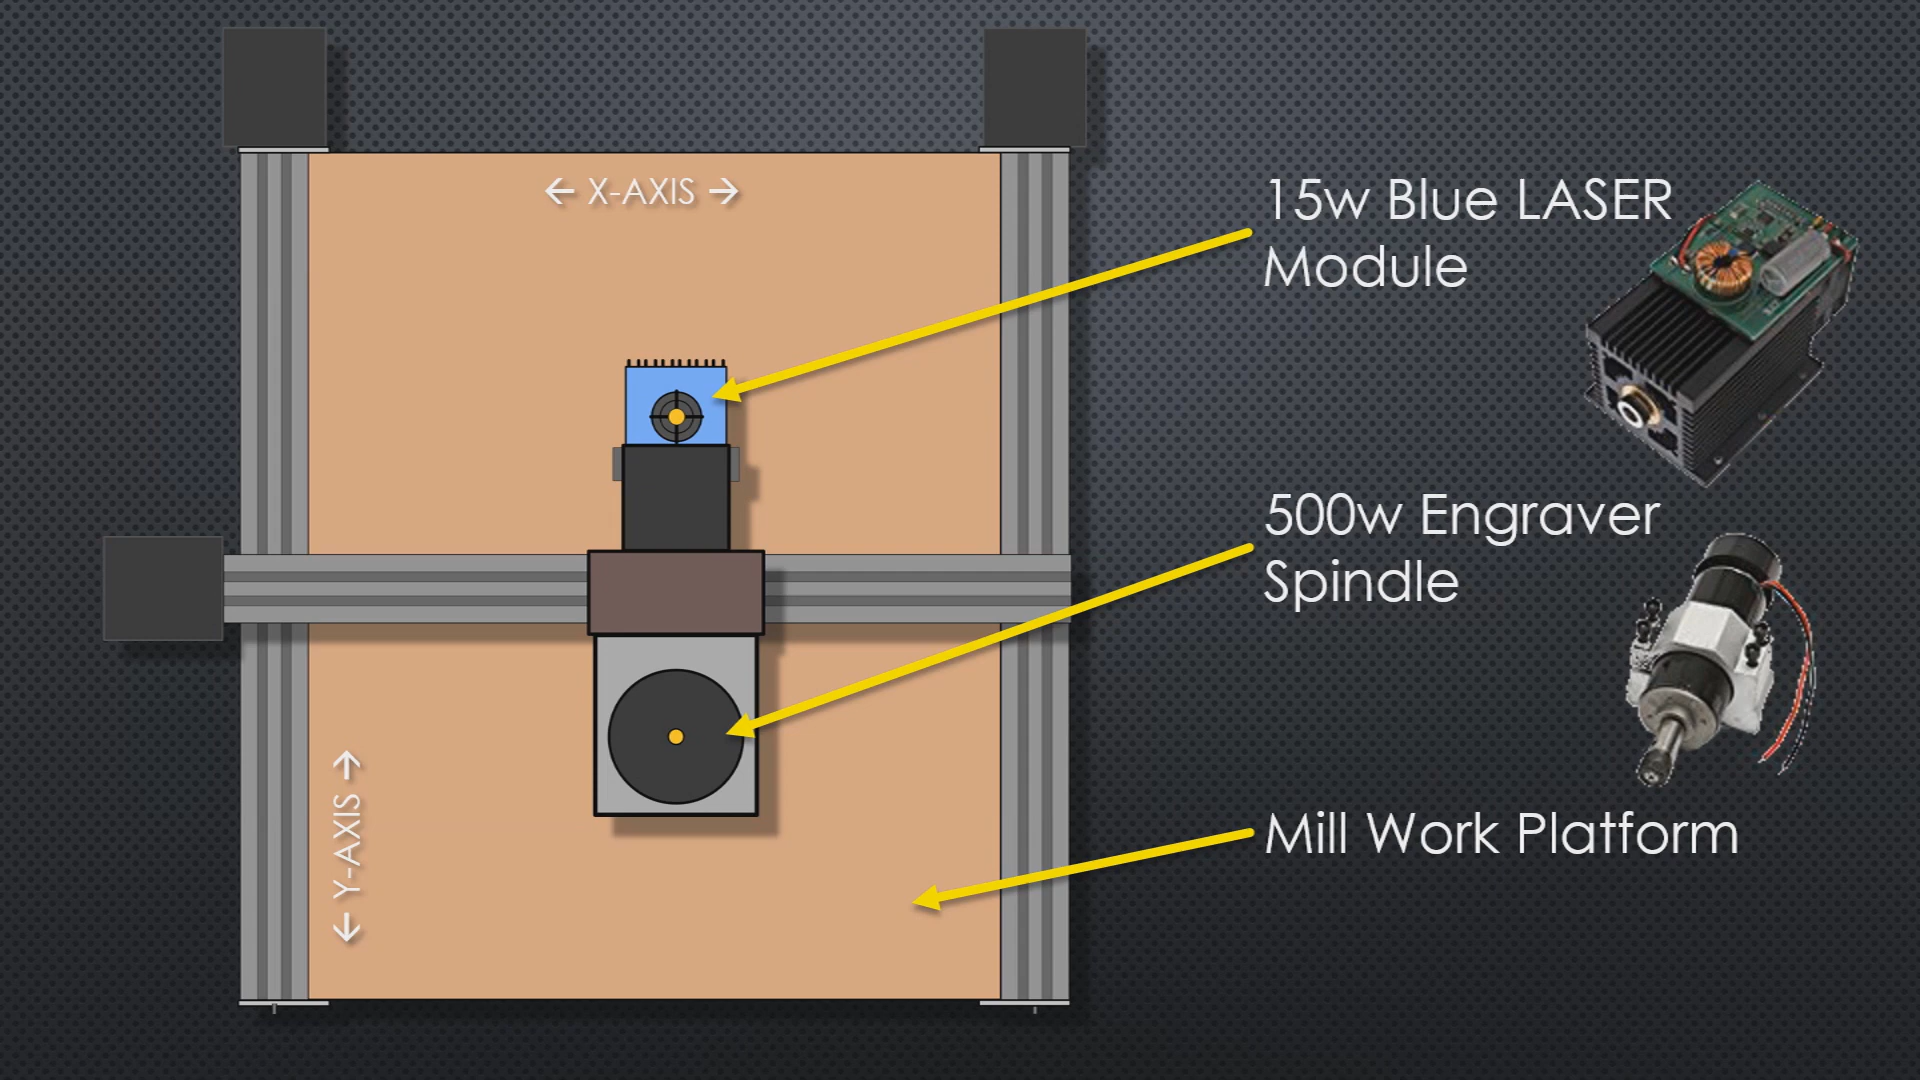 ← X-AXIS →
15w Blue LASER
Module
500w Engraver
Spindle
← Y-AXIS →
Mill Work Platform